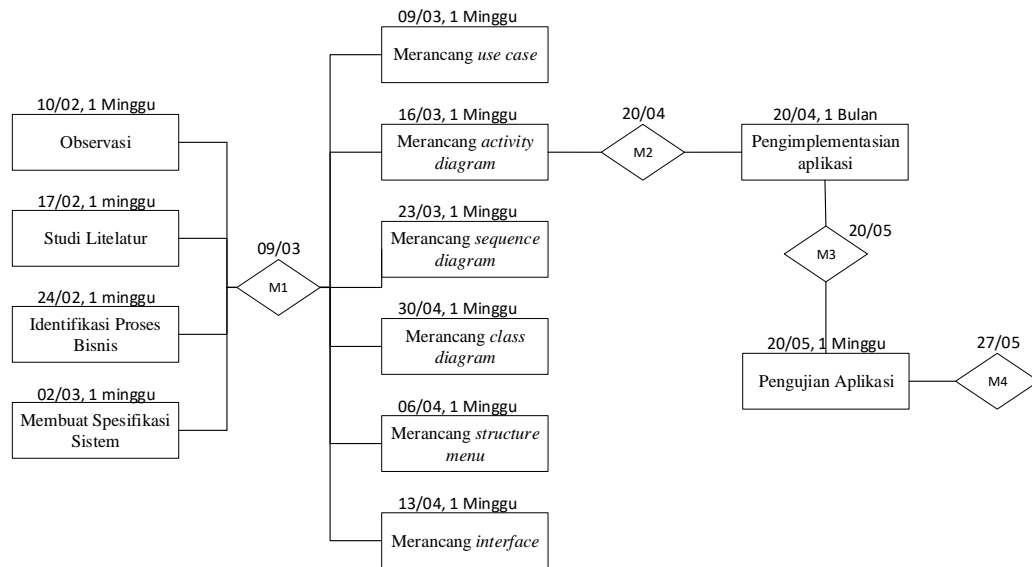 10/02, 1 Minggu
Observasi
17/02, 1 minggu
Studi Litelatur
24/02, 1 minggu
Identifikasi Proses
Bisnis
02/03, 1 minggu
Membuat Spesifikasi
Sistem
09/03
M1
09/03, 1 Minggu
Merancang use case
16/03, 1 Minggu
Merancang activity
diagram
23/03, 1 Minggu
Merancang sequence
diagram
30/04, 1 Minggu
Merancang class
diagram
06/04, 1 Minggu
Merancang structure
menu
13/04, 1 Minggu
Merancang interface
20/04
M2
20/04, 1 Bulan
Pengimplementasian
aplikasi
20/05
M3
20/05, 1 Minggu
Pengujian Aplikasi
27/05
M4